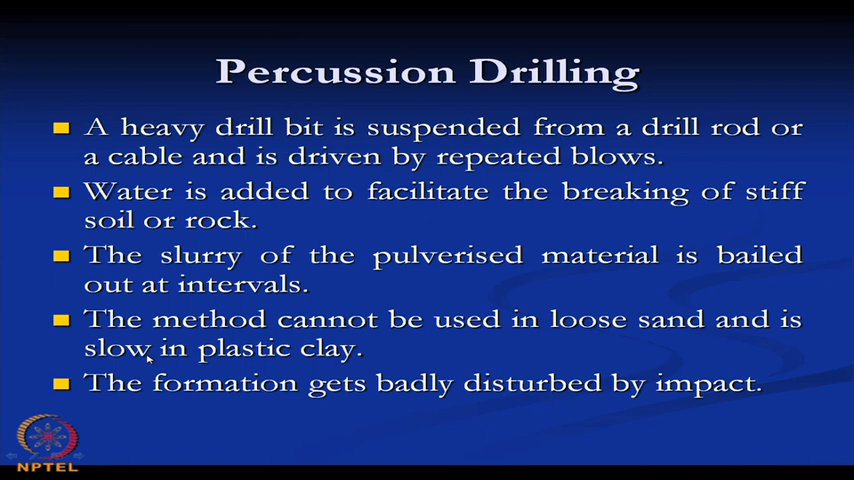 Percussion Drilling
A heavy drill bit is suspended from a drill rod or
a cable and is driven by repeated blows.
Water is added to facilitate the breaking of stiff
soil or rock.
The slurry of the pulverised material is bailed
out at intervals.
The method cannot be used in loose sand and is
slow in plastic clay.
The formation gets badly disturbed by impact.
NPTEL